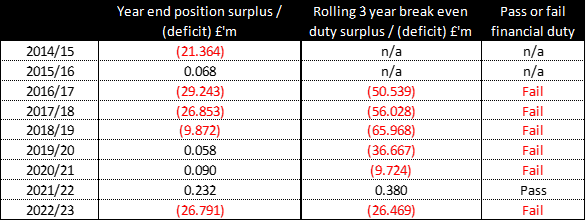 Year end position surplus / (deficit) £'m Rolling 3 year break even duty surplus / (deficit) £'m Pass or fail financial duty
2014/15 (21.364) n/a n/a
2015/16 0.068 n/a n/a
2016/17 (29.243) (50.539) Fail
2017/18 (26.853) (56.028) Fail
2018/19 (9.872) (65.968) Fail
2019/20 0.058 (36.667) Fail
2020/21 0.090 (9.724) Fail
2021/22 0.232 0.380 Pass
2022/23 (26.791) (26.469) Fail